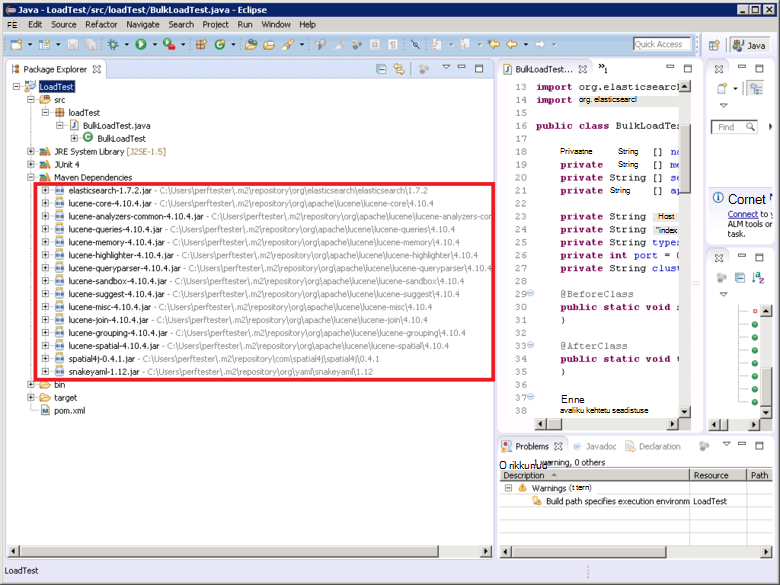 Java - LoadTest/src/loadTest/BulkLoadTest.java - Eclipse
FE Edit Source Refactor Navigate Search Project Run Window Help
Quick Access Java
Package Explorer
LoadTest
src
loadTest
BulkLoadTest.java
BulkLoadTest
JRE System Library [J2SE-1.5]
JUnit 4
Maven Dependencies
elasticsearch-1.7.2.jar - C:\Users\perftester\.m2\repository\org\elasticsearch\elasticsearch\1.7.2
lucene-core-4.10.4.jar - C:\Users\perftester\.m2\repository\org\apache\lucene\lucene-core\4.10.4
lucene-analyzers-common-4.10.4.jar - C:\Users\perftester\.m2\repository\org\apache\lucene\lucene-analyzers-cor
lucene-queries-4.10.4.jar - C:\Users\perftester\.m2\repository\org\apache\lucene\lucene-queries\4.10.4
lucene-memory-4.10.4.jar - C:\Users\perftester\.m2\repository\org\apache\lucene\lucene-memory\4.10.4
lucene-highlighter-4.10.4.jar - C:\Users\perftester\.m2\repository\org\apache\lucene\lucene-highlighter\4.10.4
lucene-queryparser-4.10.4.jar - C:\Users\perftester\.m2\repository\org\apache\lucene\lucene-queryparser\4.10.4
lucene-sandbox-4.10.4.jar - C:\Users\perftester\.m2\repository\org\apache\lucene\lucene-sandbox\4.10.4
lucene-suggest-4.10.4.jar - C:\Users\perftester\.m2\repository\org\apache\lucene\lucene-suggest\4.10.4
lucene-misc-4.10.4.jar - C:\Users\perftester\.m2\repository\org\apache\lucene\lucene-misc\4.10.4
lucene-join-4.10.4.jar - C:\Users\perftester\.m2\repository\org\apache\lucene\lucene-join\4.10.4
lucene-grouping-4.10.4.jar - C:\Users\perftester\.m2\repository\org\apache\lucene\lucene-grouping\4.10.4
lucene-spatial-4.10.4.jar - C:\Users\perftester\.m2\repository\org\apache\lucene\lucene-spatial\4.10.4
spatial4j-0.4.1.jar - C:\Users\perftester\.m2\repository\com\spatial4j\spatial4j\0.4.1
snakeyaml-1.12.jar - C:\Users\perftester\.m2\repository\org\yaml\snakeyaml\1.12
bin
target
pom.xml
BulkLoadTest... »1
13 import org.elasticsearc
14 import org. elasticsearcl
15
16 public class BulkLoadTe
17
18 Privaatne String [] no
19 private String [] me
20 private String [] se
21 private String [] ap
22
23 private String Host
24 private String "index
25 private String types
26 private int port = 0
27 private String clust
28
29 @BeforeClass
30 public static void s
31 }
32
33 @AfterClass
34 public static void t
35 }
36
37 Enne
38 avaliku kehtetu seadistuse
Find
Cornet
Connect to y
ALM tools or
task.
Problems Javadoc Declaration
O rikkunud 1 warning, 0 others
Description Resource Path
Warnings (1 tern)
Build path specifies execution environm LoadTest
LoadTest